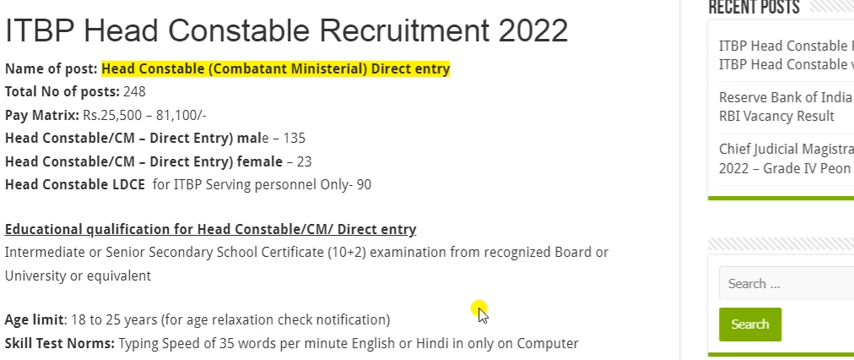 ITBP Head Constable Recruitment 2022
Name of post: Head Constable (Combatant Ministerial) Direct entry
Total No of posts: 248
Pay Matrix: Rs.25,500 – 81,100/-
Head Constable/CM – Direct Entry) male – 135
Head Constable/CM – Direct Entry) female – 23
Head Constable LDCE for ITBP Serving personnel Only- 90
Educational qualification for Head Constable/CM/ Direct entry
Intermediate or Senior Secondary School Certificate (10+2) examination from recognized Board or
University or equivalent
Age limit: 18 to 25 years (for age relaxation check notification)
Skill Test Norms: Typing Speed of 35 words per minute English or Hindi in only on Computer
RECENT POSTS
ITBP Head Constable
ITBP Head Constable
Reserve Bank of India
RBI Vacancy Result
Chief Judicial Magistra
2022 – Grade IV Peon
Search ...
Search